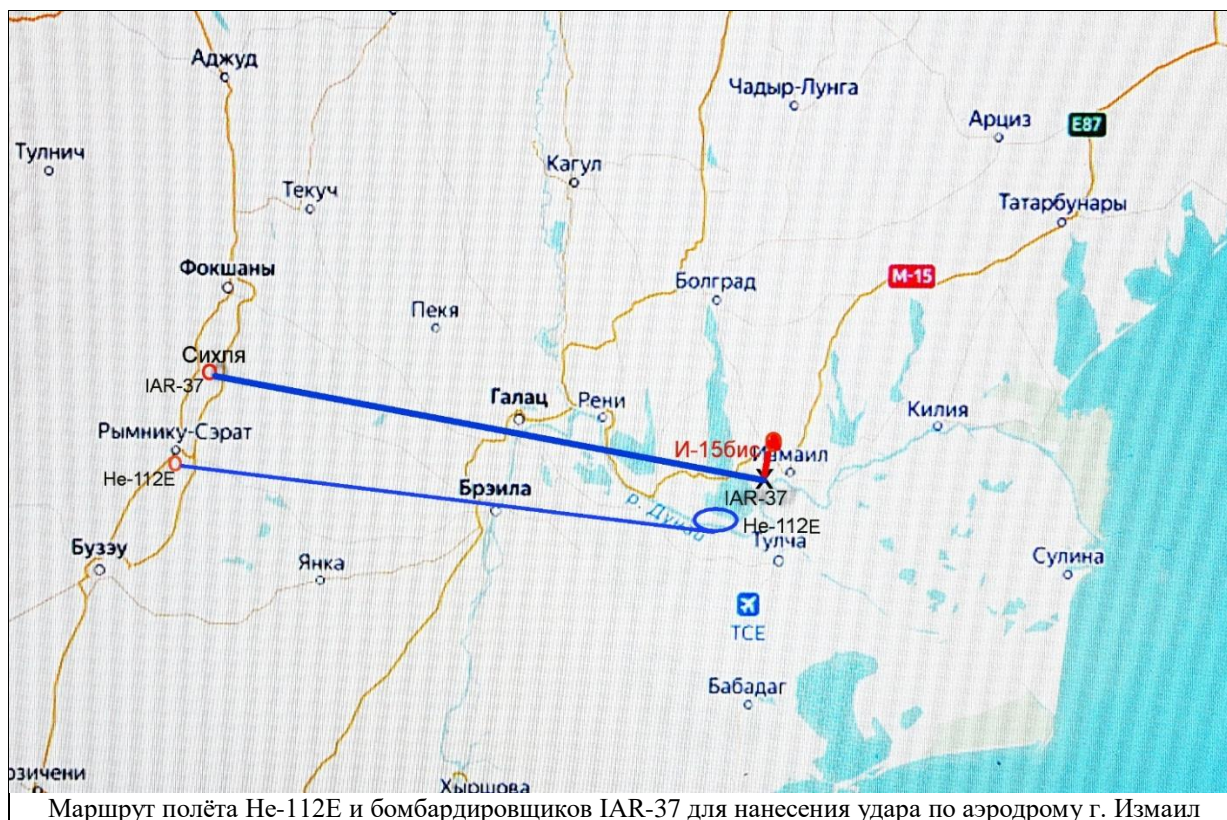 Аджуд
Чадыр-Лунга
Арциз
E87
Тулнич
Кагул
Текуч
Татарбунары
Фокшаны
М-15
Болград
Пекя
Сихля
IAR-37
Галац
Рени
Килия
Рымнику-Сэрат
И-15бис
Измаил
He-112E
IAR-37
Брэила
р. Дунай
He-112E
Тулча
Бузэу
Янка
Сулина
TCE
Бабадаг
озичени
Хыршова
Маршрут полёта He-112E и бомбардировщиков IAR-37 для нанесения удара по аэродрому г. Измаил